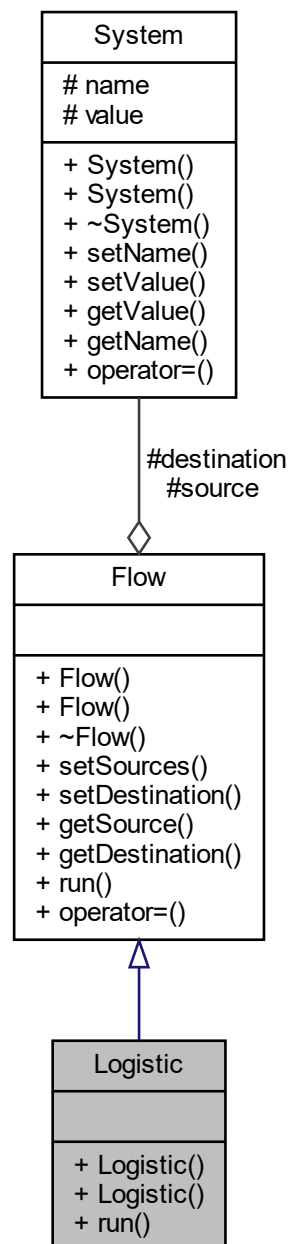 System
# name
# value
+ System()
+ System()
+ ~System()
+ setName()
+ setValue()
+ getValue()
+ getName()
+ operator=()
#destination
#source
Flow
+ Flow()
+ Flow()
+ ~Flow()
+ setSources()
+ setDestination()
+ getSource()
+ getDestination()
+ run()
+ operator=()
Logistic
+ Logistic()
+ Logistic()
+ run()